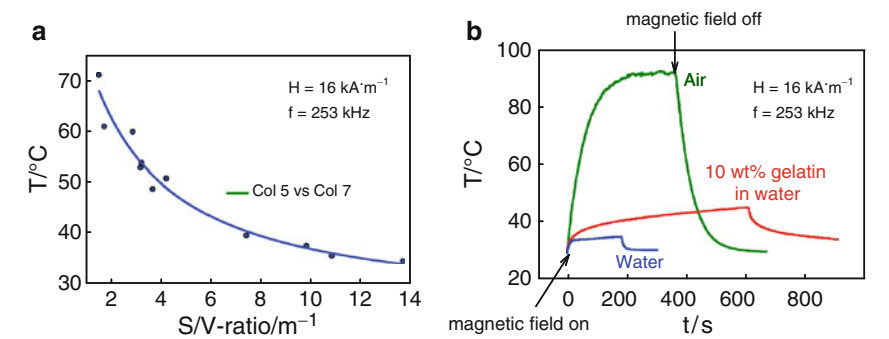 a
70
60
50
40
30
2
4
6
8
10
12
14
T/°C
S/V-ratio/m⁻¹
H = 16 kA·m⁻¹
f = 253 kHz
Col 5 vs Col 7
b
magnetic field off
100
80
60
40
20
0
200
400
600
800
T/°C
t/s
Air
H = 16 kA·m⁻¹
f = 253 kHz
10 wt% gelatin
in water
Water
magnetic field on